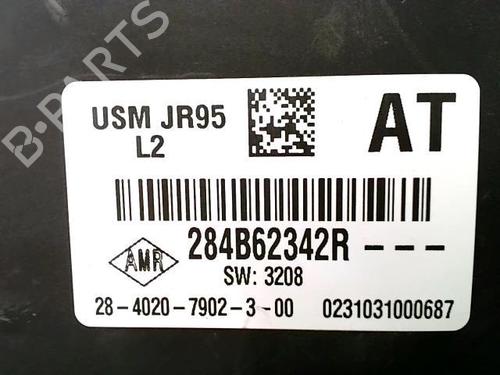 B-PARTS
USM JR95
L2
AT
284B62342R---
AMR
SW: 3208
28-4020-7902-3-00
0231031000687